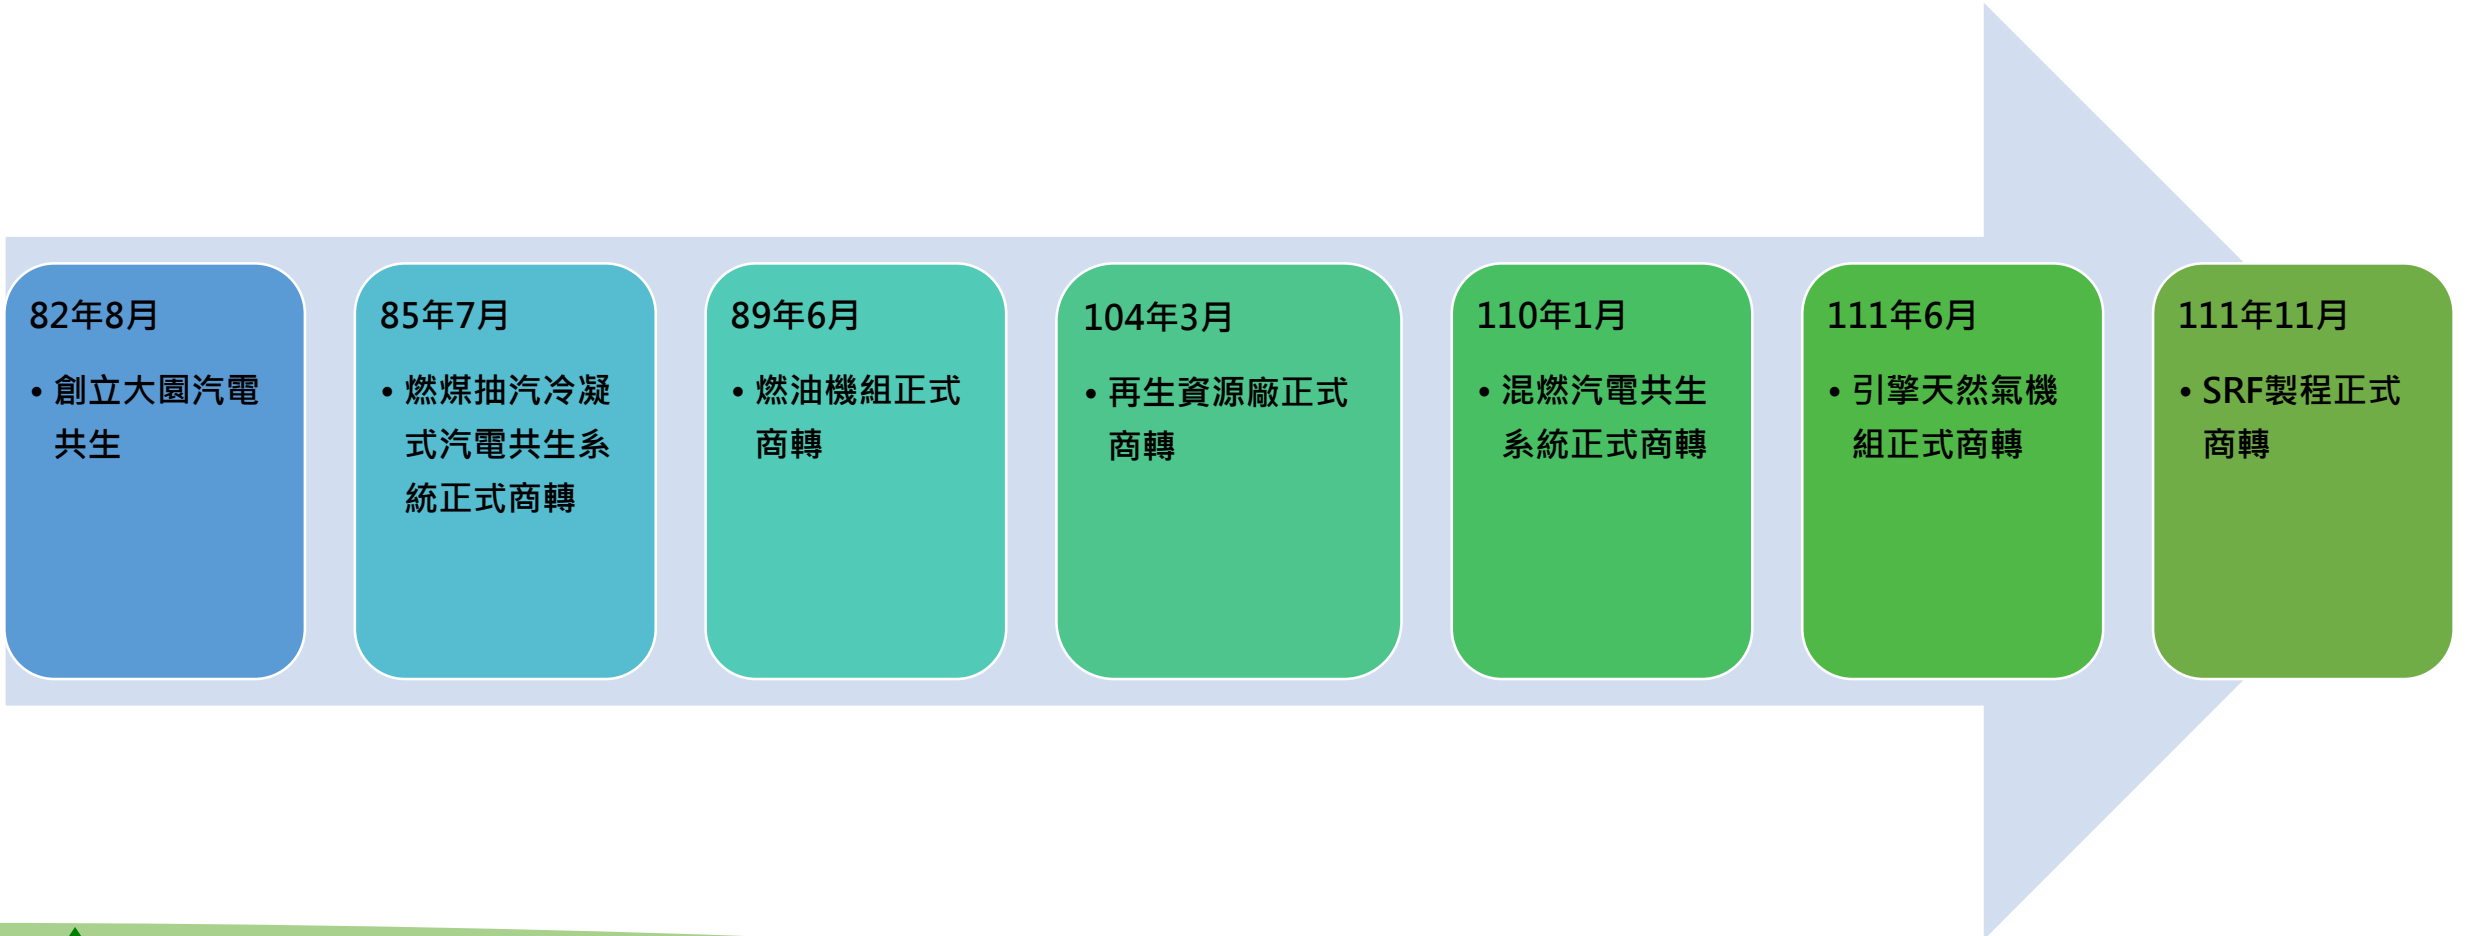 82年8月
• 創立大園汽電
共生
85年7月
• 燃煤抽汽冷凝
式汽電共生系
統正式商轉
89年6月
• 燃油機組正式
商轉
104年3月
• 再生資源廠正式
商轉
110年1月
• 混燃汽電共生
系統正式商轉
111年6月
• 引擎天然氣機
組正式商轉
111年11月
• SRF製程正式
商轉